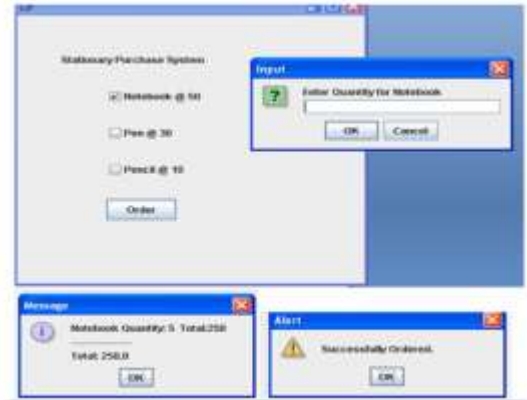 Stationary Purchase System
Notebook @ 50
Pen @ 30
Pencil @ 10
Order
Input
Enter Quantity for Notebook
OK
Cancel
Message
Notebook Quantity: 5 Total:250
Total: 250.0
OK
Alert
Successfully Ordered.
OK